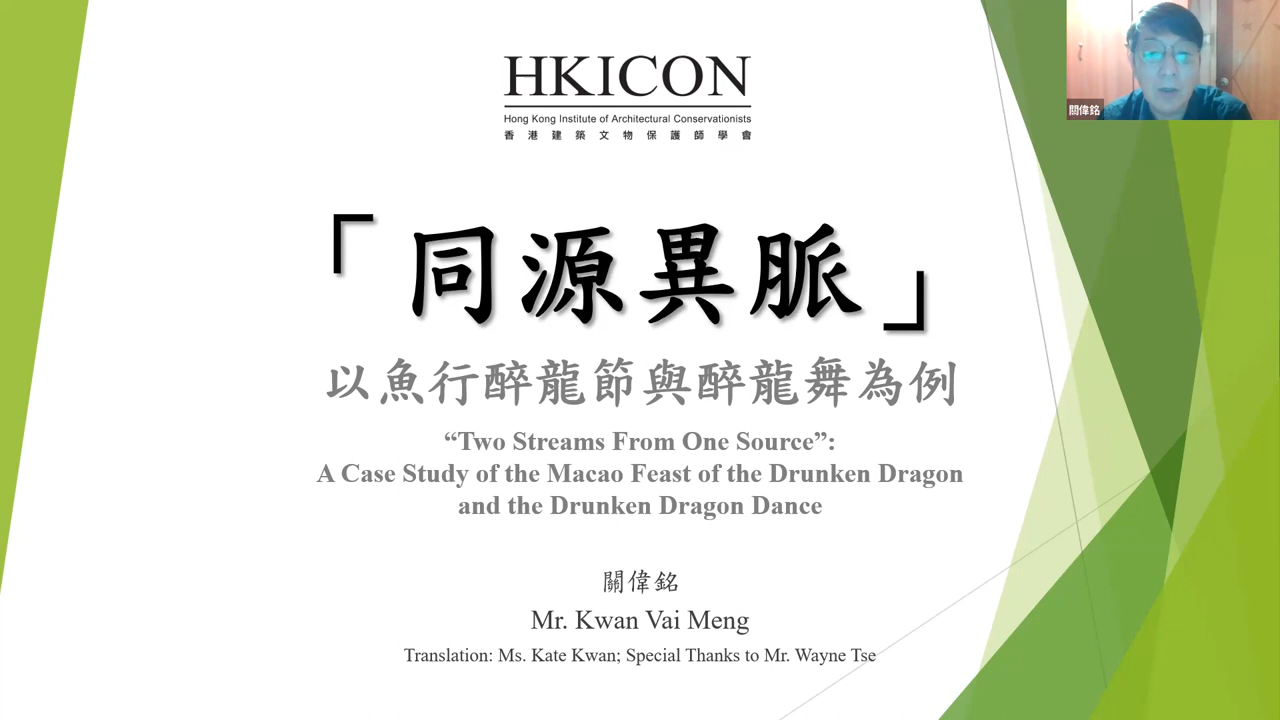 HKICON
Hong Kong Institute of Architectural Conservationists
香港建築文物保護師學會
關偉銘
「同源異脈」
以魚行醉龍節與醉龍舞為例
“Two Streams From One Source”:
A Case Study of the Macao Feast of the Drunken Dragon
and the Drunken Dragon Dance
關偉銘
Mr. Kwan Vai Meng
Translation: Ms. Kate Kwan; Special Thanks to Mr. Wayne Tse